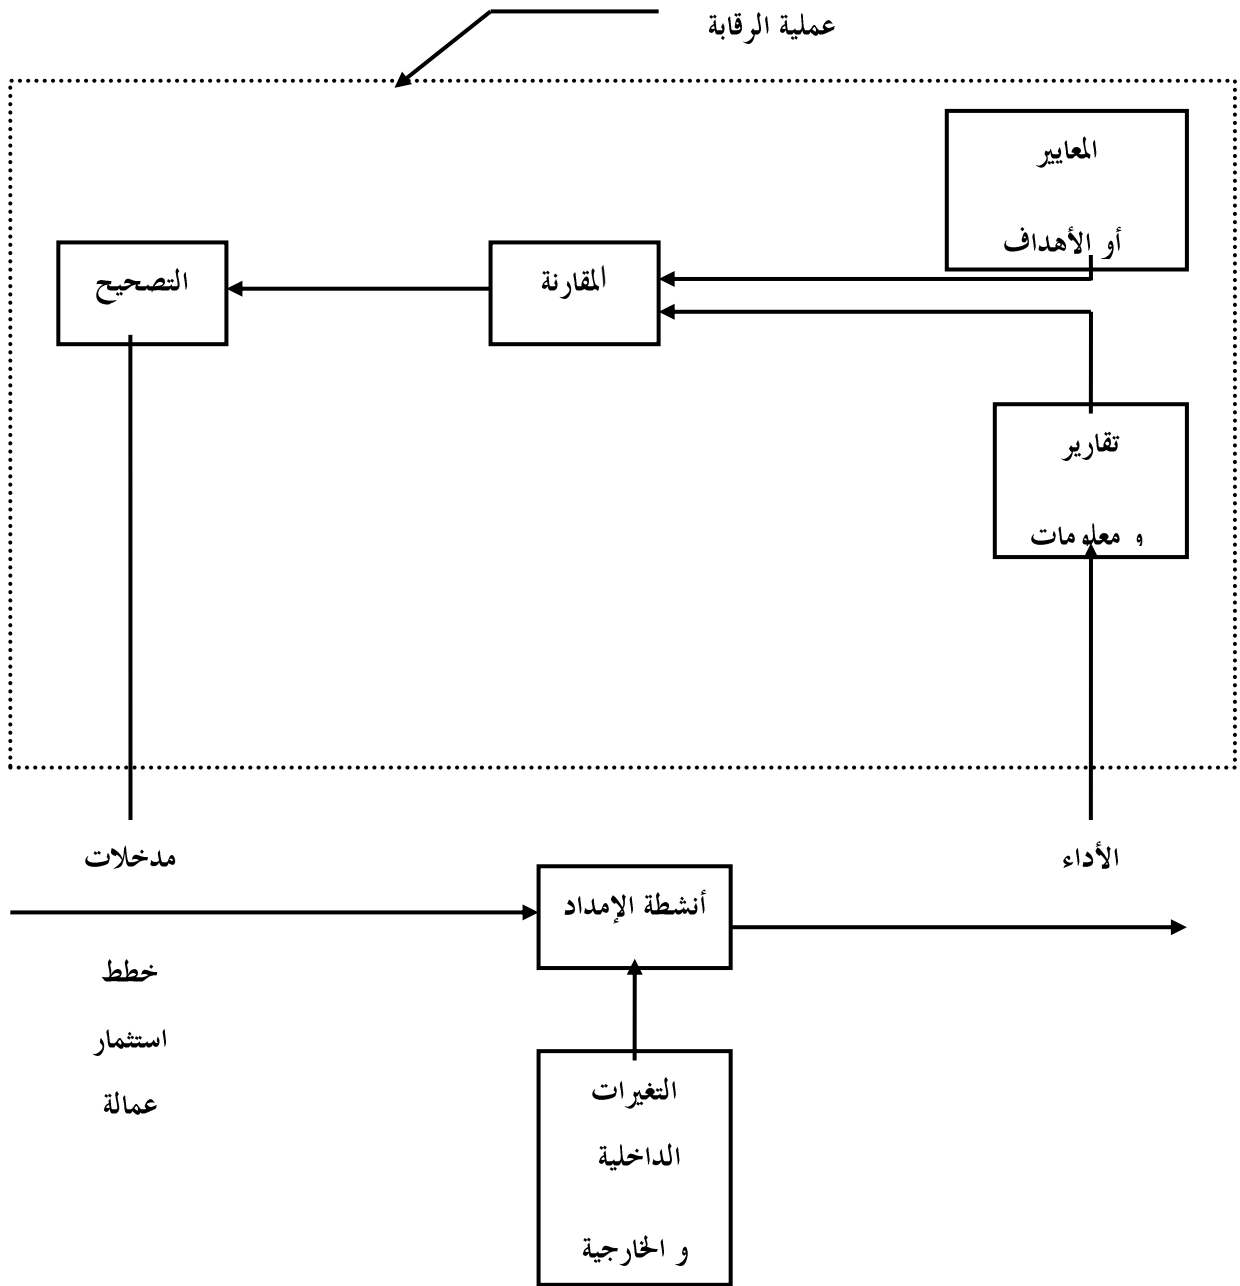 عملية الرقابة
المعايير
أو الأهداف
المقارنة
التصحيح
تقارير
و معلومات
الأداء
مدخلات
أنشطة الإمداد
خطط
استثمار
عمالة
التغيرات
الداخلية
و الخارجية